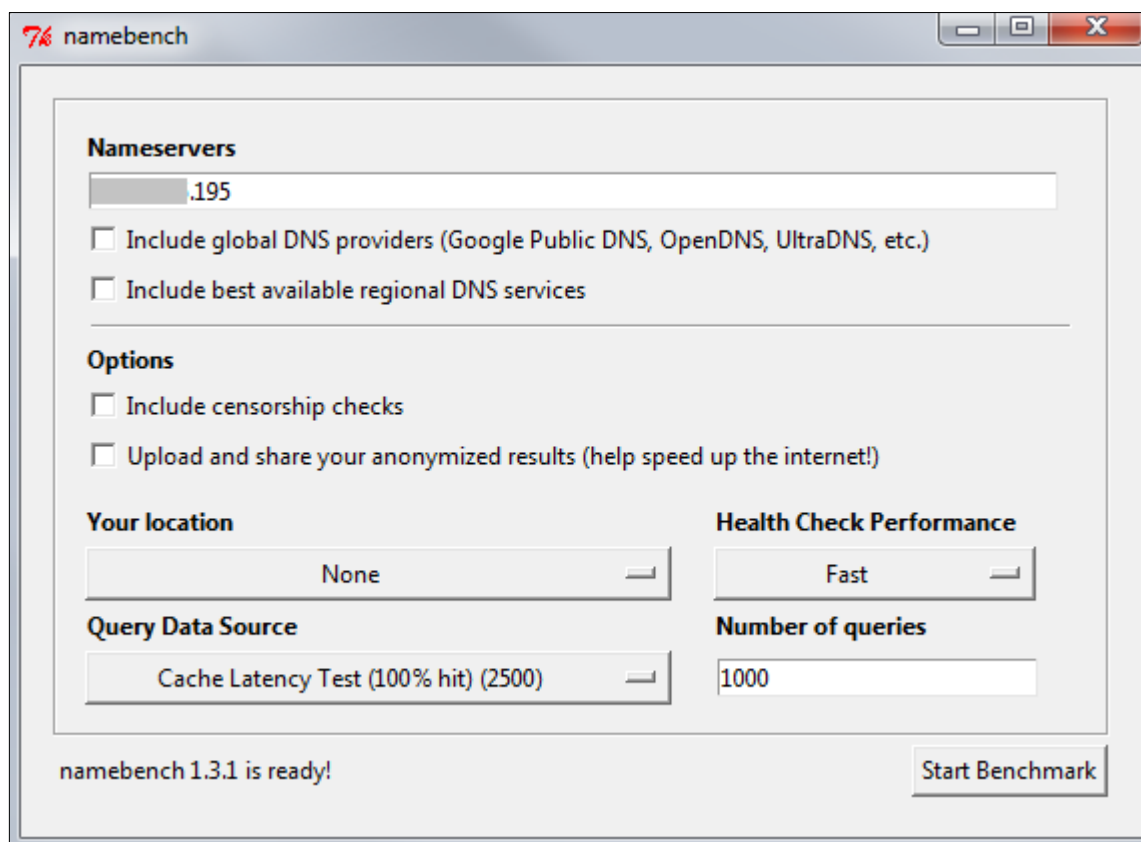 namebench
Nameservers
.195
Include global DNS providers (Google Public DNS, OpenDNS, UltraDNS, etc.)
Include best available regional DNS services
Options
Include censorship checks
Upload and share your anonymized results (help speed up the internet!)
Your location
Health Check Performance
None
Fast
Query Data Source
Number of queries
Cache Latency Test (100% hit) (2500)
1000
namebench 1.3.1 is ready!
Start Benchmark